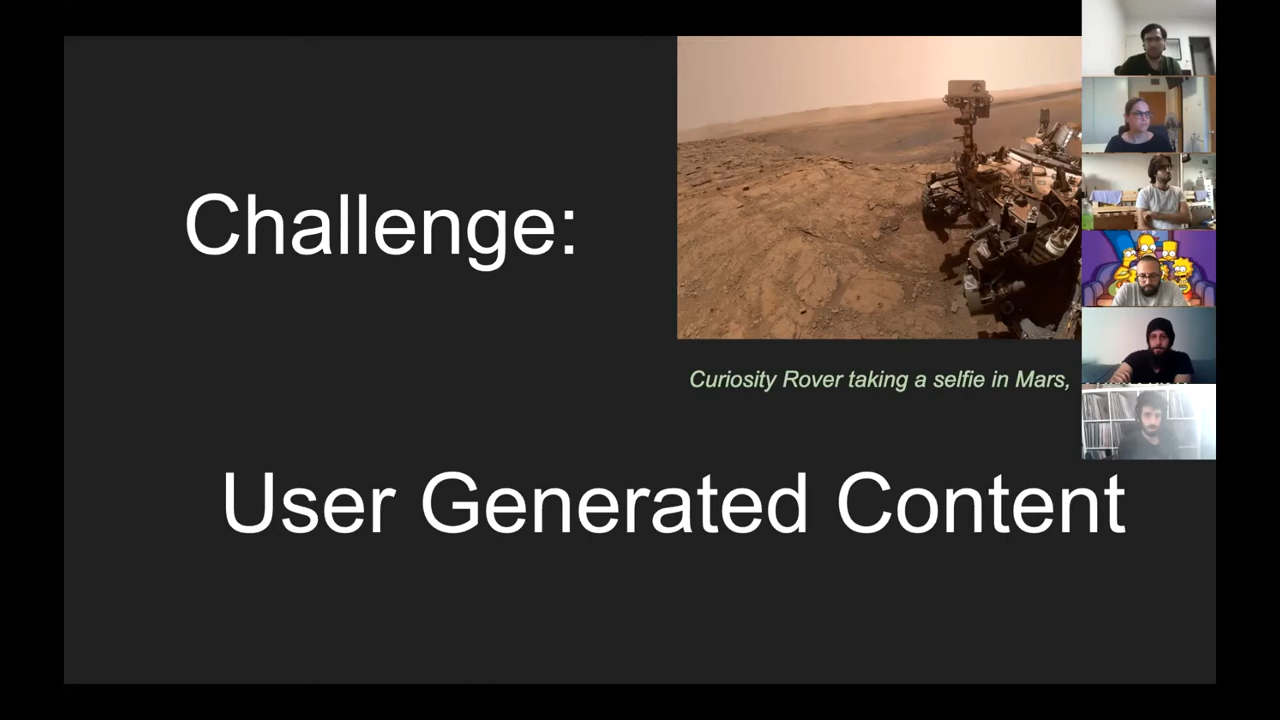 Challenge:
Curiosity Rover taking a selfie in Mars,
User Generated Content